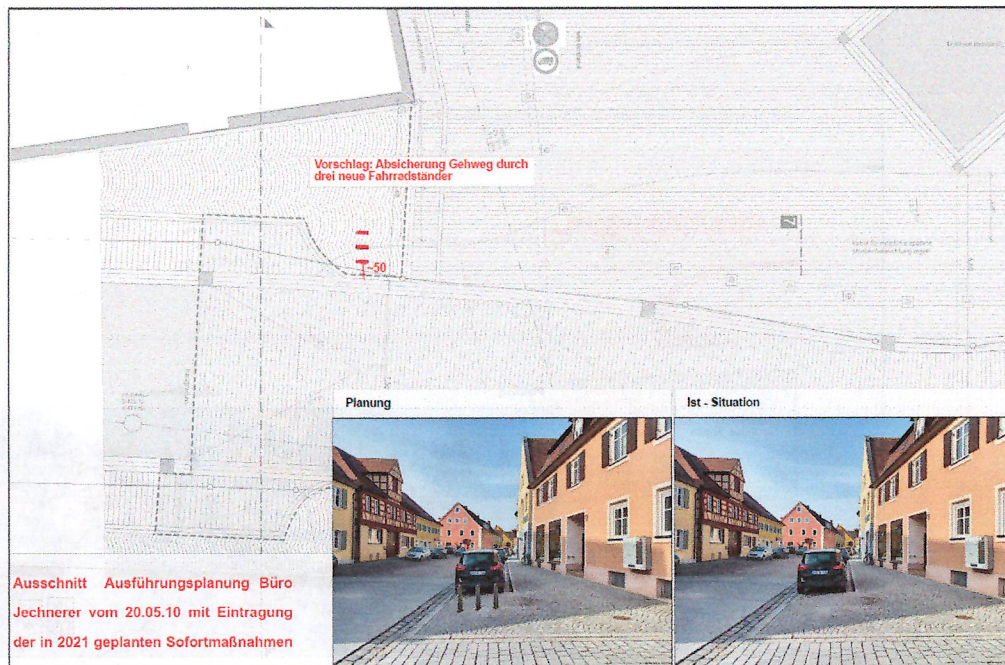 Vorschlag: Absicherung Gehweg durch
drei neue Fahrradständer
~50
7
Planung
Ist - Situation
Ausschnitt Ausführungsplanung Büro
Jechnerer vom 20.05.10 mit Eintragung
der in 2021 geplanten Sofortmaßnahmen